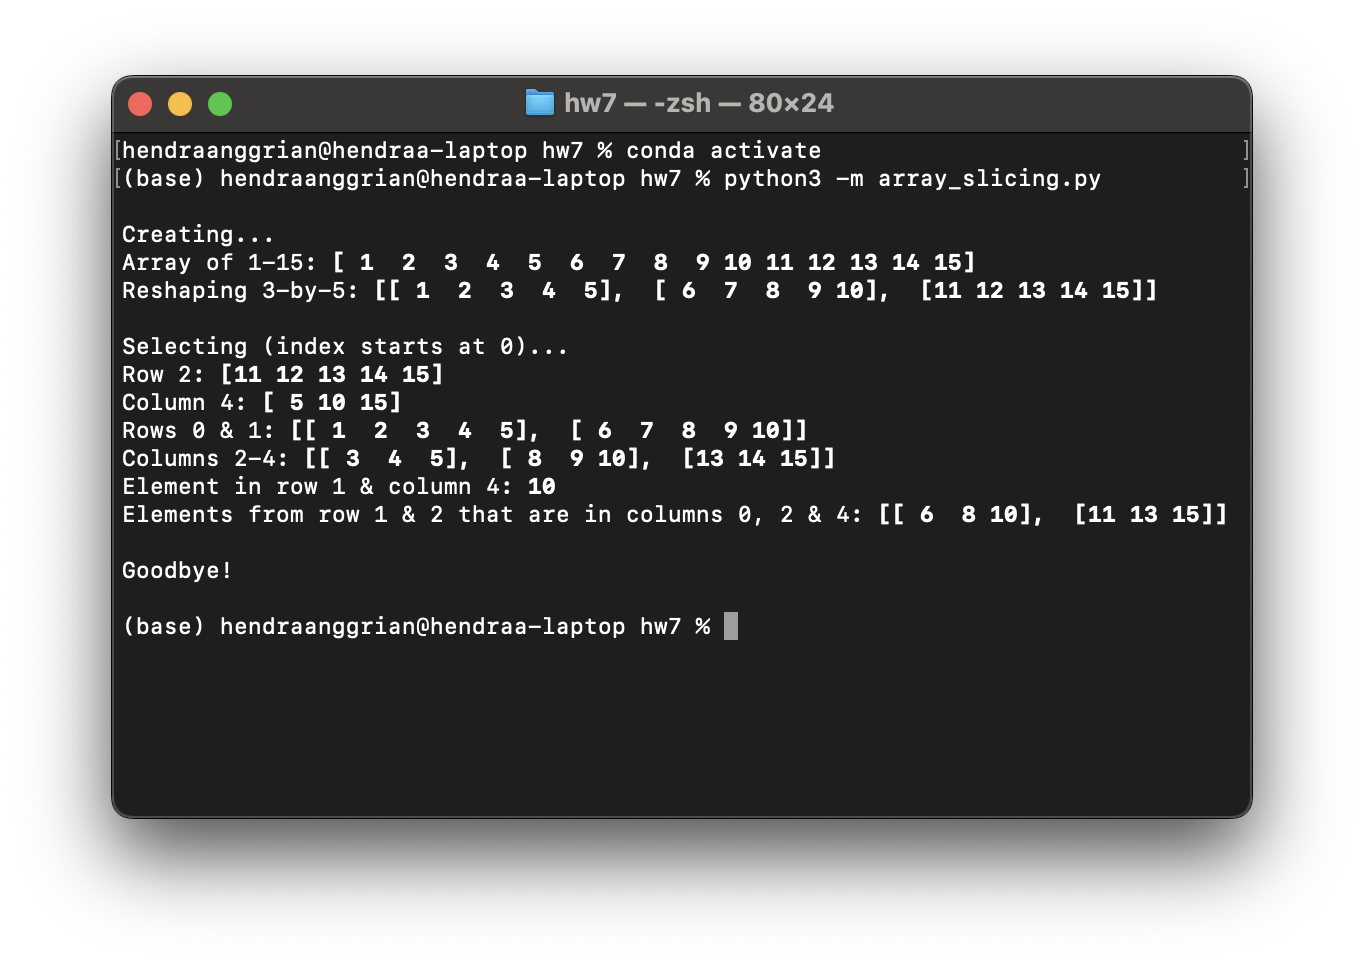 hw7 — -zsh — 80×24
[hendraanggrian@hendraa-laptop hw7 % conda activate ]
[(base) hendraanggrian@hendraa-laptop hw7 % python3 -m array_slicing.py ]
Creating...
Array of 1-15: [ 1  2  3  4  5  6  7  8  9 10 11 12 13 14 15]
Reshaping 3-by-5: [[ 1  2  3  4  5],  [ 6  7  8  9 10],  [11 12 13 14 15]]
Selecting (index starts at 0)...
Row 2: [11 12 13 14 15]
Column 4: [ 5 10 15]
Rows 0 & 1: [[ 1  2  3  4  5],  [ 6  7  8  9 10]]
Columns 2-4: [[ 3  4  5],  [ 8  9 10],  [13 14 15]]
Element in row 1 & column 4: 10
Elements from row 1 & 2 that are in columns 0, 2 & 4: [[ 6  8 10],  [11 13 15]]
Goodbye!
(base) hendraanggrian@hendraa-laptop hw7 %